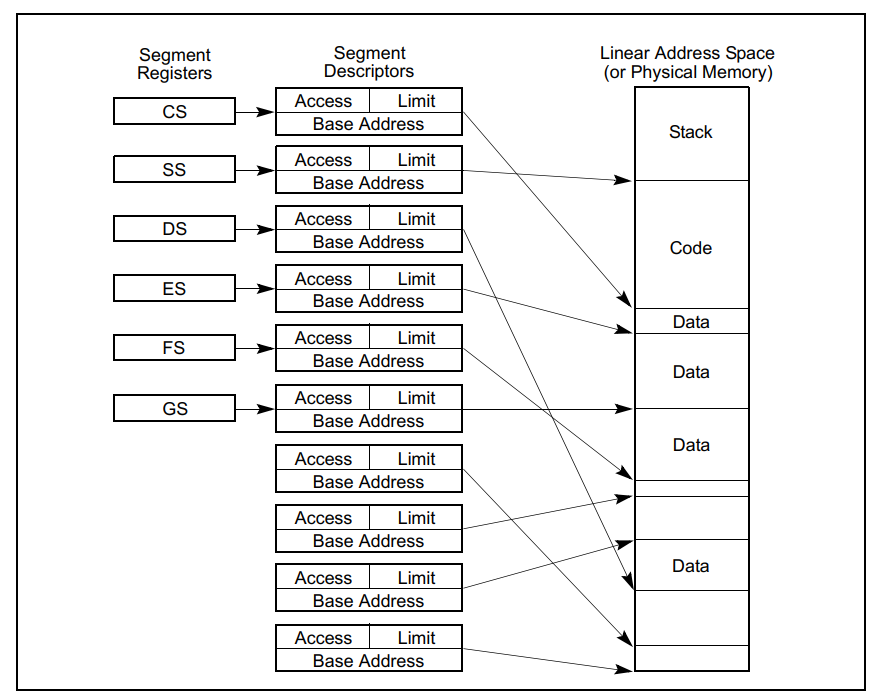 Segment
Registers
Segment
Descriptors
Linear Address Space
(or Physical Memory)
CS
Access Limit
Base Address
Stack
SS
Access Limit
Base Address
DS
Access Limit
Base Address
Code
ES
Access Limit
Base Address
Data
FS
Access Limit
Base Address
Data
GS
Access Limit
Base Address
Data
Access Limit
Base Address
Access Limit
Base Address
Access Limit
Base Address
Data
Access Limit
Base Address